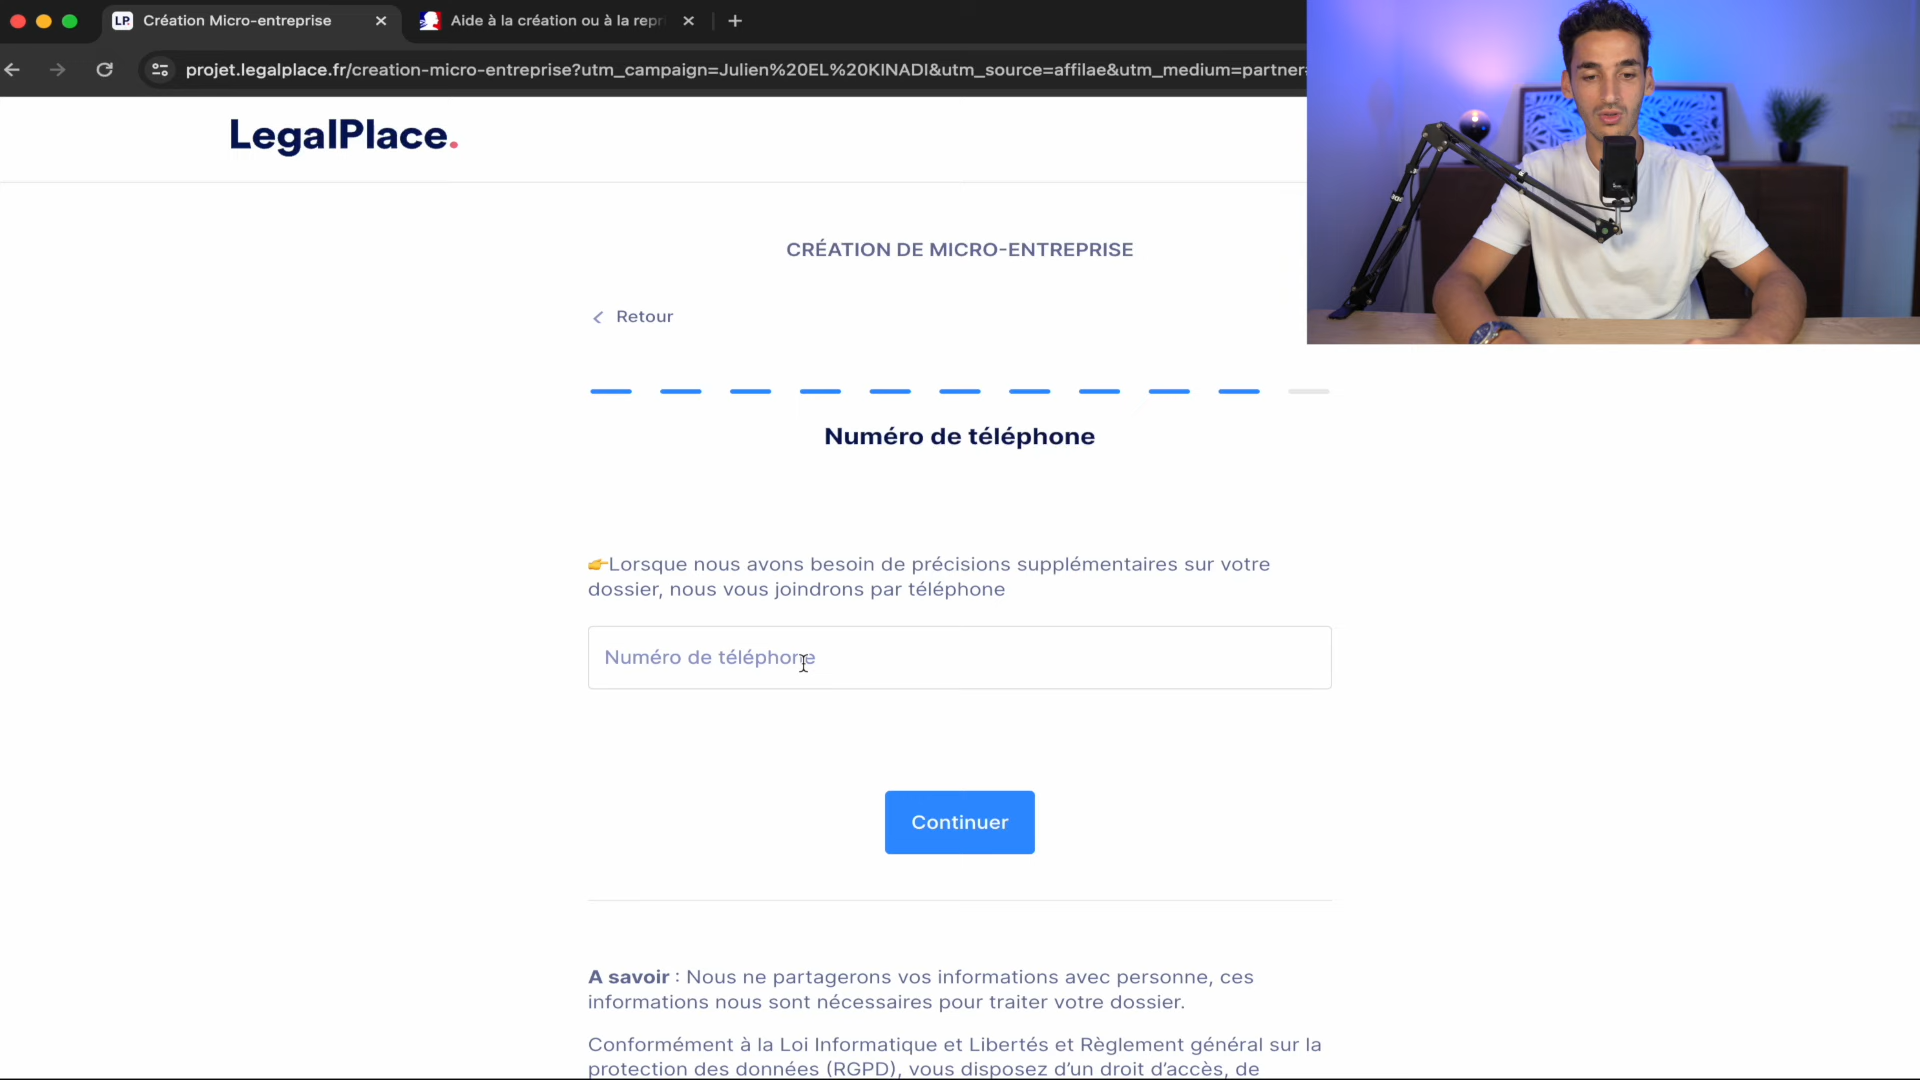 LP. Création Micro-entreprise
Aide à la création ou à la repr
projet.legalplace.fr/creation-micro-entreprise?utm_campaign=Julien%20EL%20KINADI&utm_source=affilae&utm_medium=partner
LegalPlace.
CRÉATION DE MICRO-ENTREPRISE
Retour
Numéro de téléphone
👉Lorsque nous avons besoin de précisions supplémentaires sur votre
dossier, nous vous joindrons par téléphone
Numéro de téléphone
Continuer
A savoir : Nous ne partagerons vos informations avec personne, ces
informations nous sont nécessaires pour traiter votre dossier.
Conformément à la Loi Informatique et Libertés et Règlement général sur la
protection des données (RGPD), vous disposez d'un droit d'accès, de